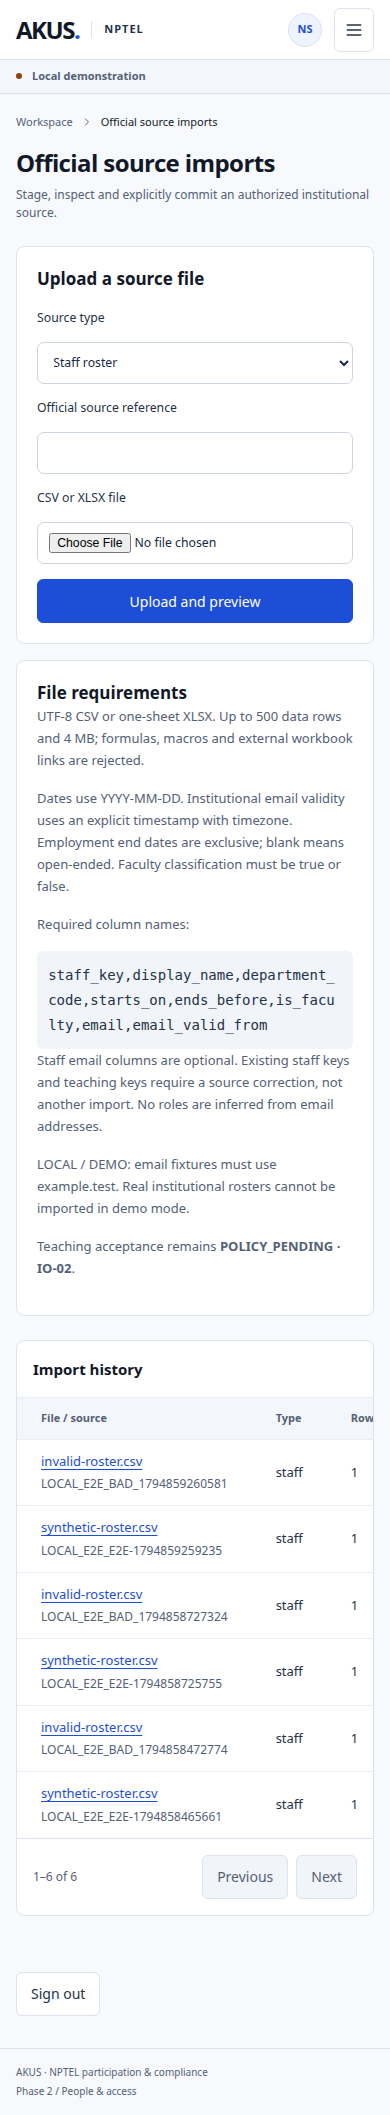 AKUS. NPTEL NS
Local demonstration
Workspace > Official source imports
Official source imports
Stage, inspect and explicitly commit an authorized institutional
source.
Upload a source file
Source type
Staff roster
Official source reference
CSV or XLSX file
Choose File No file chosen
Upload and preview
File requirements
UTF-8 CSV or one-sheet XLSX. Up to 500 data rows
and 4 MB; formulas, macros and external workbook
links are rejected.
Dates use YYYY-MM-DD. Institutional email validity
uses an explicit timestamp with timezone.
Employment end dates are exclusive; blank means
open-ended. Faculty classification must be true or
false.
Required column names:
staff_key,display_name,department_
code,starts_on,ends_before,is_facu
lty,email,email_valid_from
Staff email columns are optional. Existing staff keys
and teaching keys require a source correction, not
another import. No roles are inferred from email
addresses.
LOCAL / DEMO: email fixtures must use
example.test. Real institutional rosters cannot be
imported in demo mode.
Teaching acceptance remains POLICY_PENDING ·
IO-02.
Import history
File / source Type Row
invalid-roster.csv
LOCAL_E2E_BAD_1794859260581 staff 1
synthetic-roster.csv
LOCAL_E2E_E2E-1794859259235 staff 1
invalid-roster.csv
LOCAL_E2E_BAD_1794858727324 staff 1
synthetic-roster.csv
LOCAL_E2E_E2E-1794858725755 staff 1
invalid-roster.csv
LOCAL_E2E_BAD_1794858472774 staff 1
synthetic-roster.csv
LOCAL_E2E_E2E-1794858465661 staff 1
1–6 of 6 Previous Next
Sign out
AKUS · NPTEL participation & compliance
Phase 2 / People & access